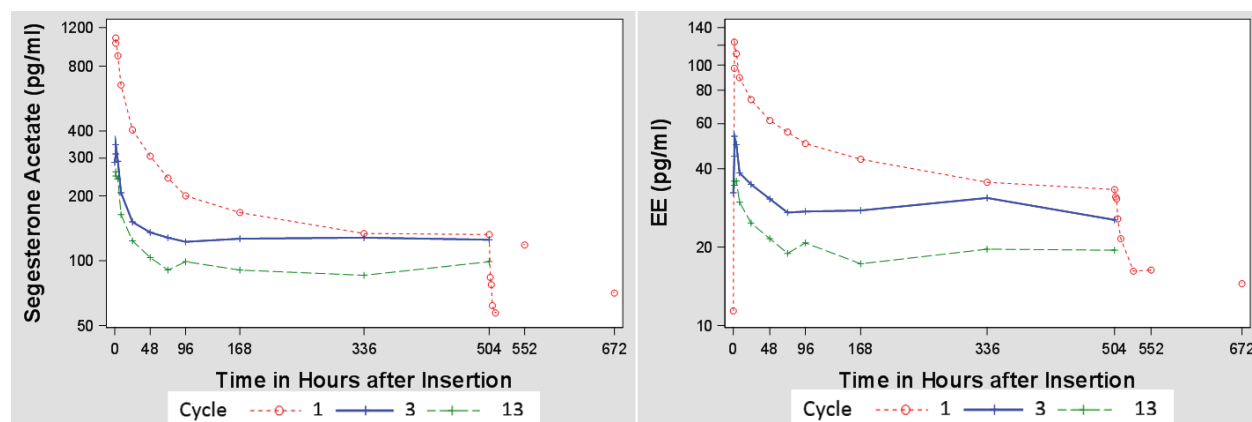 Segesterone Acetate (pg/ml)
1200
800
400
300
200
100
50
0 48 96 168 336 504 552 672
Time in Hours after Insertion
Cycle 1 3 13
EE (pg/ml)
140
100
80
60
40
20
10
0 48 96 168 336 504 552 672
Time in Hours after Insertion
Cycle 1 3 13